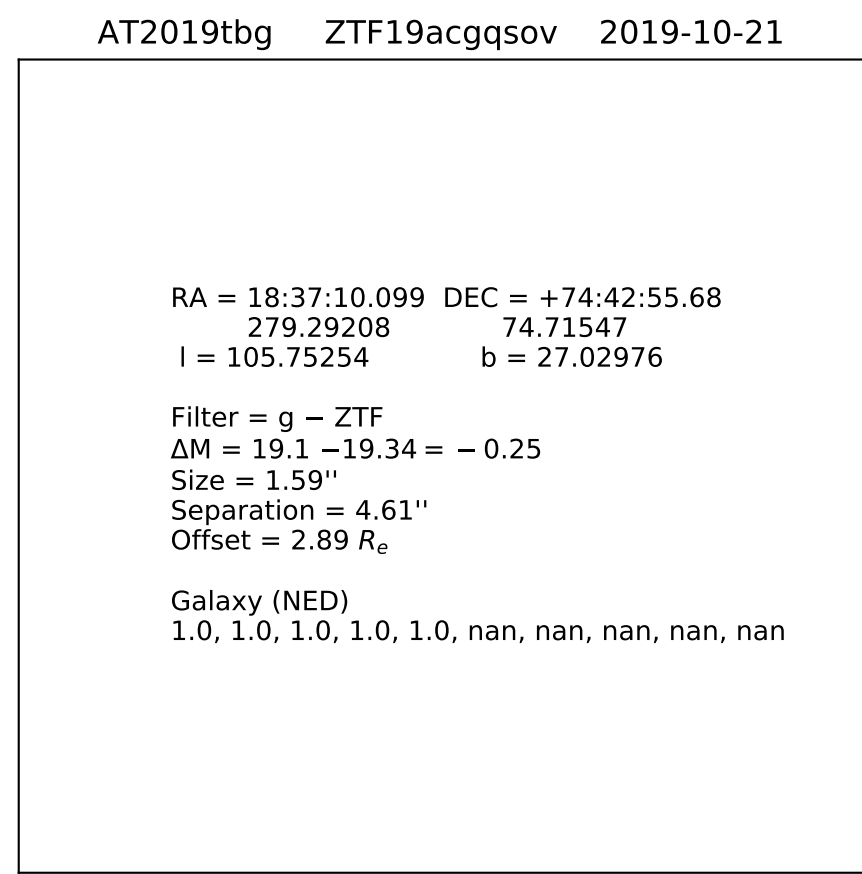 AT2019tbg ZTF19acgqsov 2019-10-21
RA = 18:37:10.099 DEC = +74:42:55.68
279.29208 74.71547
l = 105.75254 b = 27.02976
Filter = g − ZTF
ΔM = 19.1 −19.34 = − 0.25
Size = 1.59''
Separation = 4.61''
Offset = 2.89 Rₑ
Galaxy (NED)
1.0, 1.0, 1.0, 1.0, 1.0, nan, nan, nan, nan, nan